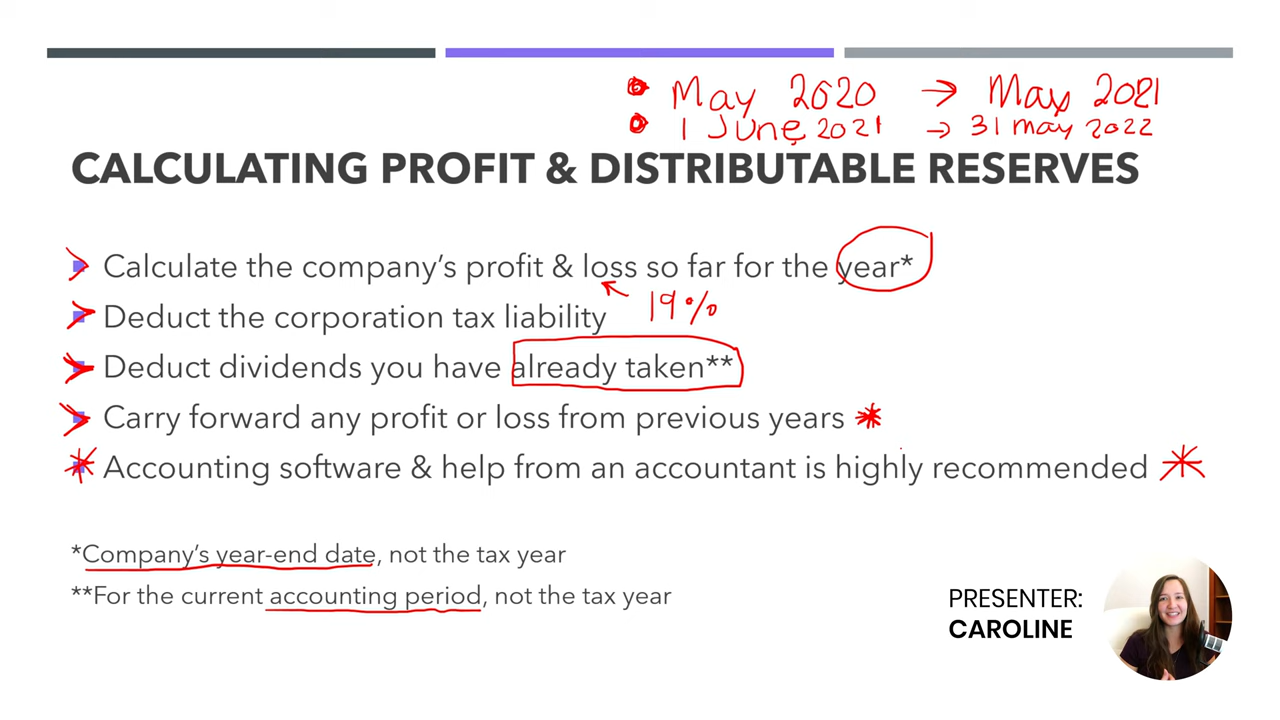 May 2020 → May 2021
1 June 2021 → 31 may 2022
CALCULATING PROFIT & DISTRIBUTABLE RESERVES
Calculate the company's profit & loss so far for the year*
19%
Deduct the corporation tax liability
Deduct dividends you have already taken**
Carry forward any profit or loss from previous years *
Accounting software & help from an accountant is highly recommended *
*Company's year-end date, not the tax year
**For the current accounting period, not the tax year
PRESENTER:
CAROLINE